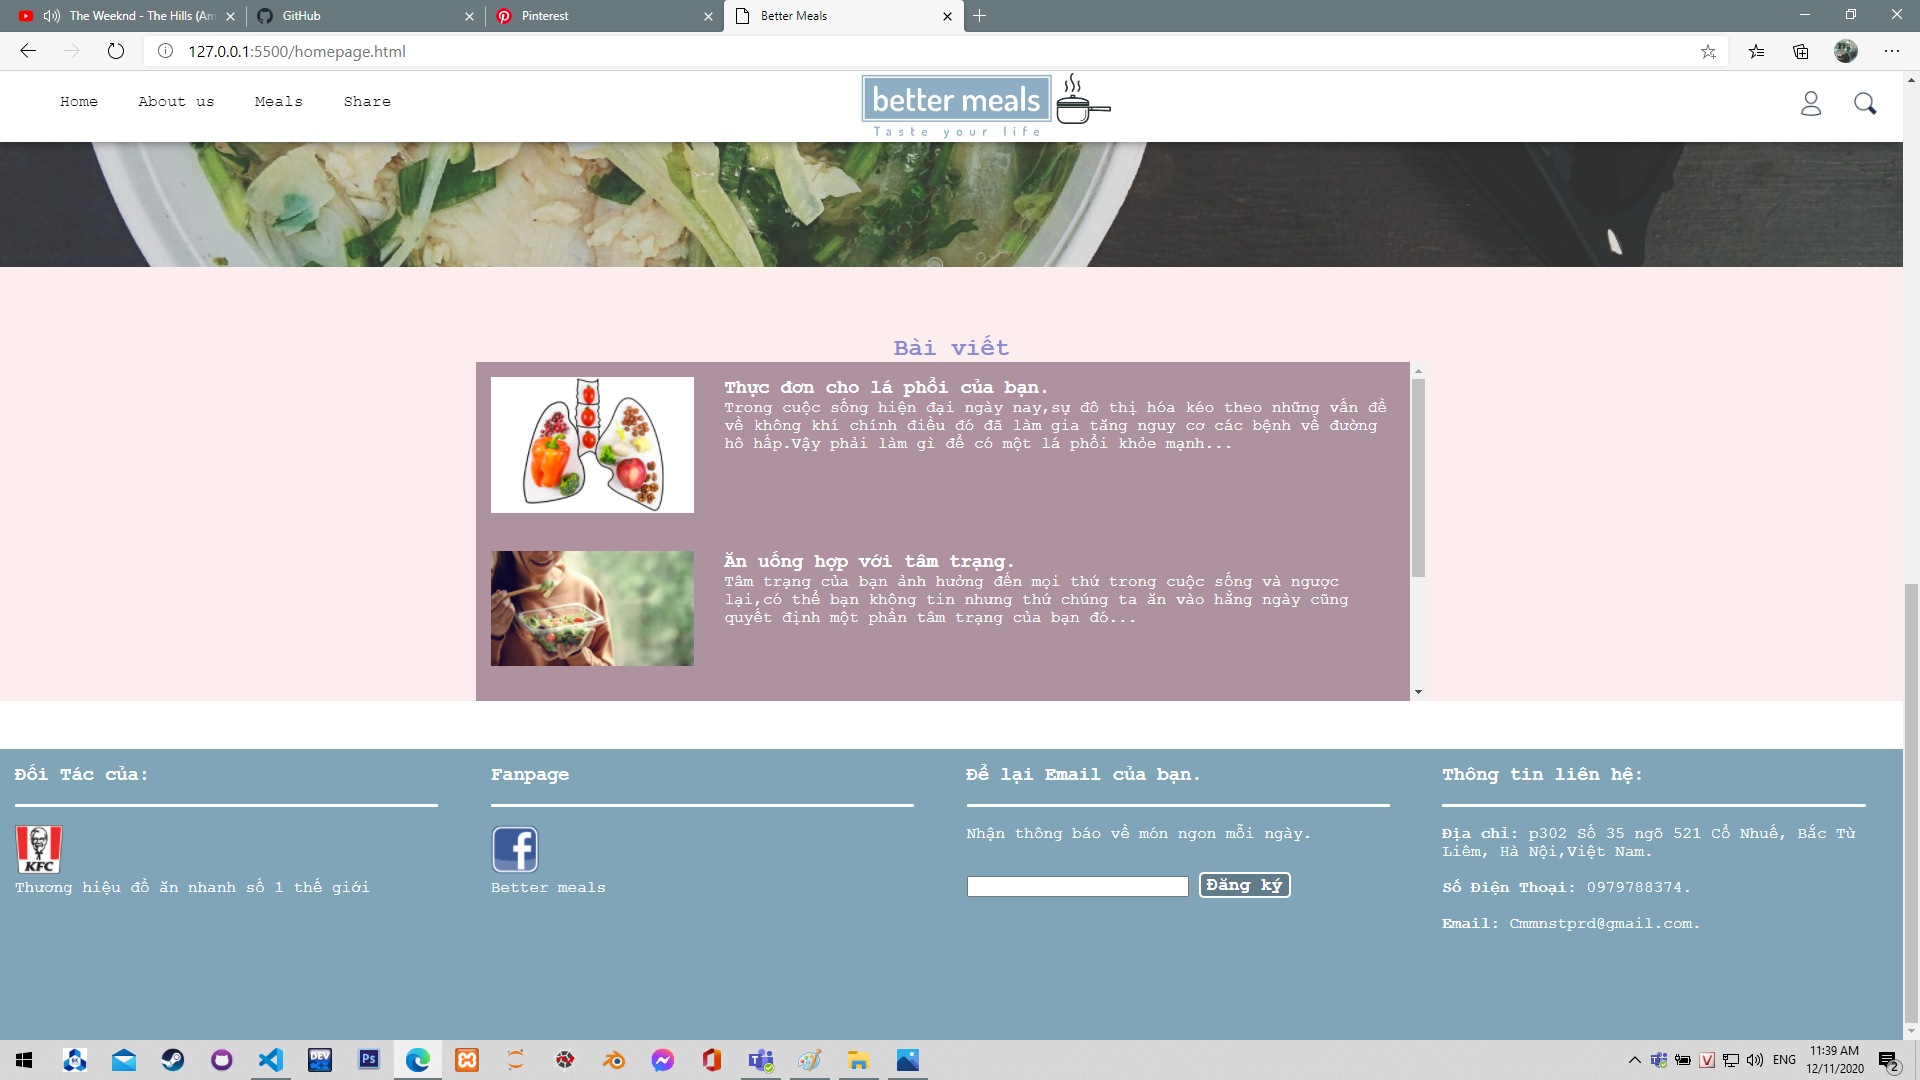 The Weeknd - The Hills (Am
GitHub
Pinterest
Better Meals
127.0.0.1:5500/homepage.html
Home
About us
Meals
Share
better meals
Taste your life
Bài viết
Thực đơn cho lá phổi của bạn.
Trong cuộc sống hiện đại ngày nay,sự đô thị hóa kéo theo những vấn đề
về không khí chính điều đó đã làm gia tăng nguy cơ các bệnh về đường
hô hấp.Vậy phải làm gì để có một lá phổi khỏe mạnh...
Ăn uống hợp với tâm trạng.
Tâm trạng của bạn ảnh hưởng đến mọi thứ trong cuộc sống và ngược
lại,có thể bạn không tin nhưng thứ chúng ta ăn vào hằng ngày cũng
quyết định một phần tâm trạng của bạn đó...
Đối Tác của:
KFC
Thương hiệu đồ ăn nhanh số 1 thế giới
Fanpage
Better meals
Để lại Email của bạn.
Nhận thông báo về món ngon mỗi ngày.
Đăng ký
Thông tin liên hệ:
Địa chỉ: p302 Số 35 ngõ 521 Cổ Nhuế, Bắc Từ
Liêm, Hà Nội,Việt Nam.
Số Điện Thoại: 0979788374.
Email: Cmmnstprd@gmail.com.
BK
DEV
Ps
V
ENG
11:39 AM
12/11/2020
2